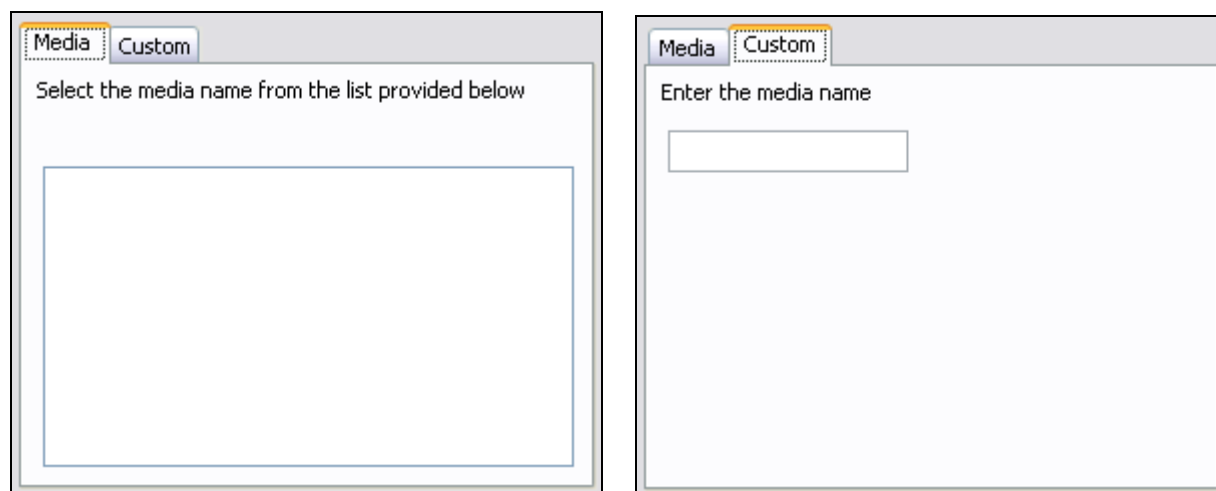 Media Custom
Select the media name from the list provided below
Media Custom
Enter the media name